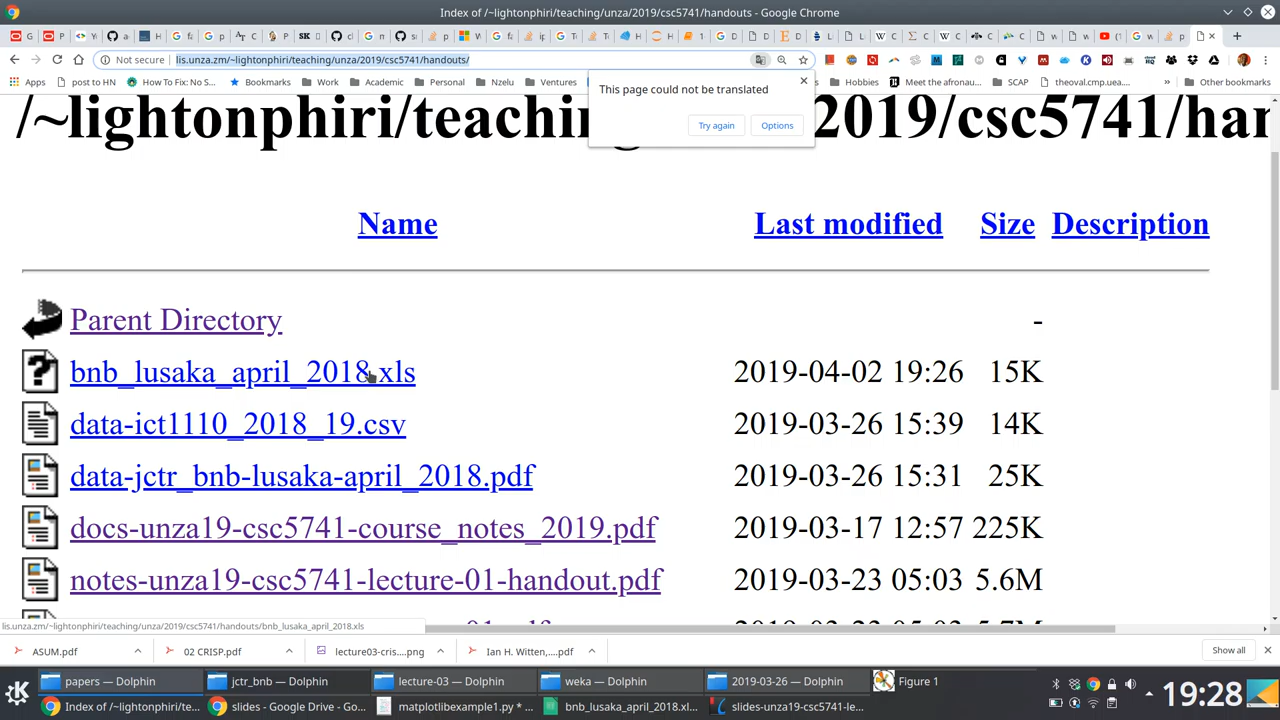 Index of /~lightonphiri/teaching/unza/2019/csc5741/handouts - Google Chrome
Not secure lis.unza.zm/~lightonphiri/teaching/unza/2019/csc5741/handouts/
Apps post to HN How To Fix: No S... Bookmarks Work Academic Personal Nzelu Ventures Hobbies Meet the afronau... SCAP theoval.cmp.uea.... Other bookmarks
This page could not be translated
Try again Options
/~lightonphiri/teachin 2019/csc5741/han
Name Last modified Size Description
Parent Directory -
bnb_lusaka_april_2018.xls 2019-04-02 19:26 15K
data-ict1110_2018_19.csv 2019-03-26 15:39 14K
data-jctr_bnb-lusaka-april_2018.pdf 2019-03-26 15:31 25K
docs-unza19-csc5741-course_notes_2019.pdf 2019-03-17 12:57 225K
notes-unza19-csc5741-lecture-01-handout.pdf 2019-03-23 05:03 5.6M
lis.unza.zm/~lightonphiri/teaching/unza/2019/csc5741/handouts/bnb_lusaka_april_2018.xls
ASUM.pdf 02 CRISP.pdf lecture03-cris....png Ian H. Witten,....pdf Show all
papers — Dolphin jctr_bnb — Dolphin lecture-03 — Dolphin weka — Dolphin 2019-03-26 — Dolphin Figure 1
Index of /~lightonphiri/te... slides - Google Drive - Go... matplotlibexample1.py * ... bnb_lusaka_april_2018.xl... slides-unza19-csc5741-le...
19:28